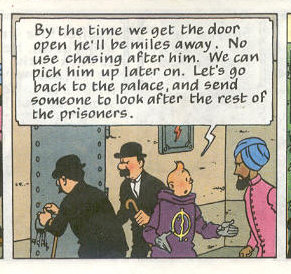 By the time we get the door
open he'll be miles away. No
use chasing after him. We can
pick him up later on. Let's go
back to the palace, and send
someone to look after the rest of
the prisoners.